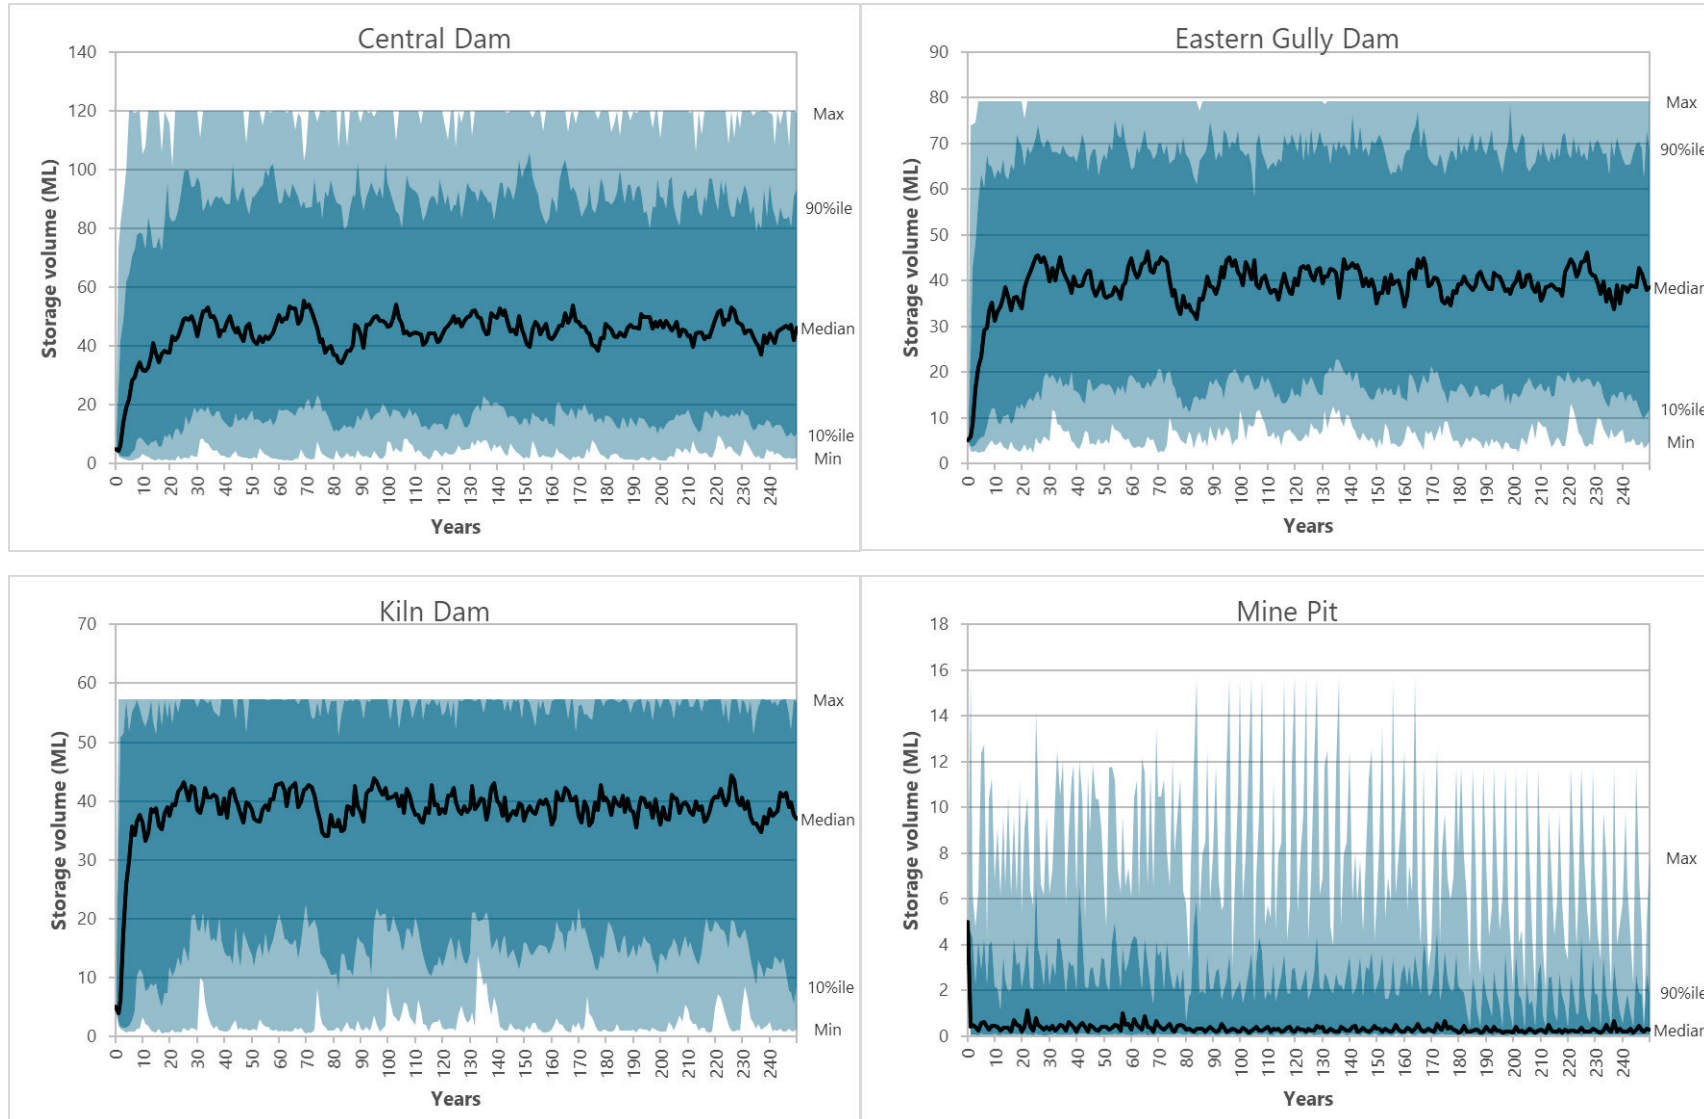 Central Dam
140
120
100
80
60
40
20
0
Storage volume (ML)
Max
90%ile
Median
10%ile
Min
0 10 20 30 40 50 60 70 80 90 100 110 120 130 140 150 160 170 180 190 200 210 220 230 240
Years
Eastern Gully Dam
90
80
70
60
50
40
30
20
10
0
Storage volume (ML)
Max
90%ile
Median
10%ile
Min
0 10 20 30 40 50 60 70 80 90 100 110 120 130 140 150 160 170 180 190 200 210 220 230 240
Years
Kiln Dam
70
60
50
40
30
20
10
0
Storage volume (ML)
Max
Median
10%ile
Min
0 10 20 30 40 50 60 70 80 90 100 110 120 130 140 150 160 170 180 190 200 210 220 230 240
Years
Mine Pit
18
16
14
12
10
8
6
4
2
0
Storage volume (ML)
Max
90%ile
Median
0 10 20 30 40 50 60 70 80 90 100 110 120 130 140 150 160 170 180 190 200 210 220 230 240
Years